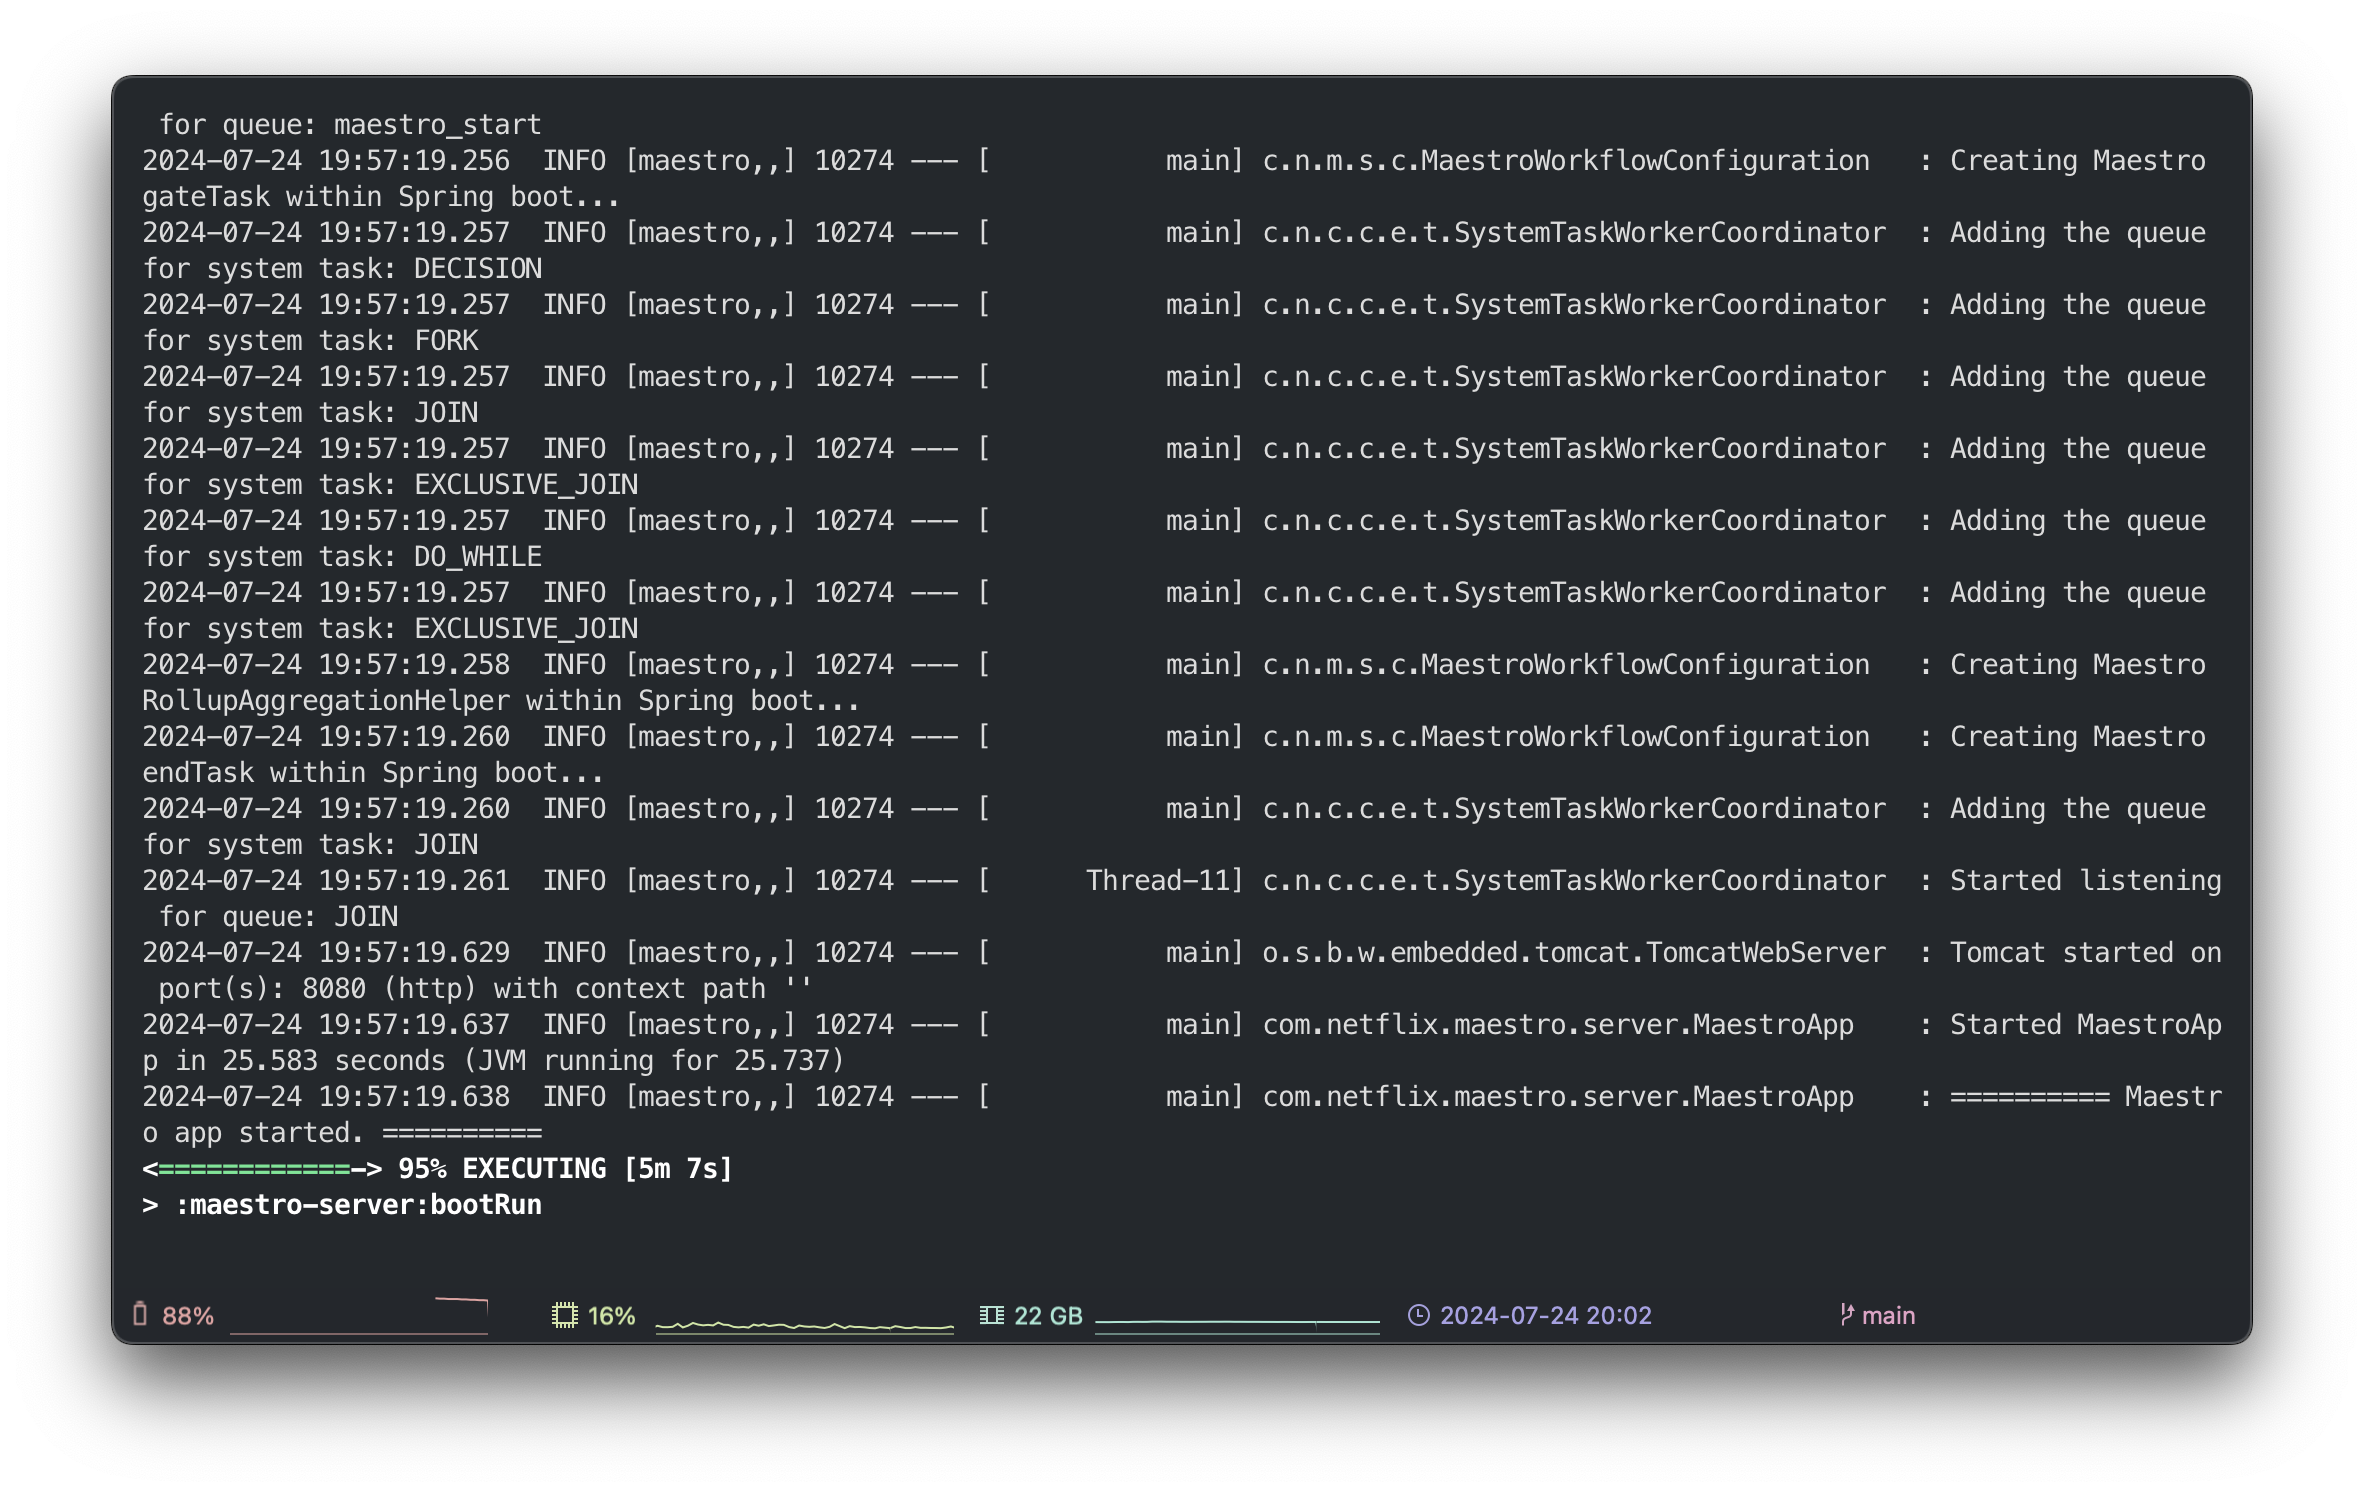 for queue: maestro_start
2024-07-24 19:57:19.256  INFO [maestro,,] 10274 --- [           main] c.n.m.s.c.MaestroWorkflowConfiguration   : Creating Maestro
gateTask within Spring boot...
2024-07-24 19:57:19.257  INFO [maestro,,] 10274 --- [           main] c.n.c.c.e.t.SystemTaskWorkerCoordinator  : Adding the queue
for system task: DECISION
2024-07-24 19:57:19.257  INFO [maestro,,] 10274 --- [           main] c.n.c.c.e.t.SystemTaskWorkerCoordinator  : Adding the queue
for system task: FORK
2024-07-24 19:57:19.257  INFO [maestro,,] 10274 --- [           main] c.n.c.c.e.t.SystemTaskWorkerCoordinator  : Adding the queue
for system task: JOIN
2024-07-24 19:57:19.257  INFO [maestro,,] 10274 --- [           main] c.n.c.c.e.t.SystemTaskWorkerCoordinator  : Adding the queue
for system task: EXCLUSIVE_JOIN
2024-07-24 19:57:19.257  INFO [maestro,,] 10274 --- [           main] c.n.c.c.e.t.SystemTaskWorkerCoordinator  : Adding the queue
for system task: DO_WHILE
2024-07-24 19:57:19.257  INFO [maestro,,] 10274 --- [           main] c.n.c.c.e.t.SystemTaskWorkerCoordinator  : Adding the queue
for system task: EXCLUSIVE_JOIN
2024-07-24 19:57:19.258  INFO [maestro,,] 10274 --- [           main] c.n.m.s.c.MaestroWorkflowConfiguration   : Creating Maestro
RollupAggregationHelper within Spring boot...
2024-07-24 19:57:19.260  INFO [maestro,,] 10274 --- [           main] c.n.m.s.c.MaestroWorkflowConfiguration   : Creating Maestro
endTask within Spring boot...
2024-07-24 19:57:19.260  INFO [maestro,,] 10274 --- [           main] c.n.c.c.e.t.SystemTaskWorkerCoordinator  : Adding the queue
for system task: JOIN
2024-07-24 19:57:19.261  INFO [maestro,,] 10274 --- [      Thread-11] c.n.c.c.e.t.SystemTaskWorkerCoordinator  : Started listening
 for queue: JOIN
2024-07-24 19:57:19.629  INFO [maestro,,] 10274 --- [           main] o.s.b.w.embedded.tomcat.TomcatWebServer  : Tomcat started on
 port(s): 8080 (http) with context path ''
2024-07-24 19:57:19.637  INFO [maestro,,] 10274 --- [           main] com.netflix.maestro.server.MaestroApp    : Started MaestroAp
p in 25.583 seconds (JVM running for 25.737)
2024-07-24 19:57:19.638  INFO [maestro,,] 10274 --- [           main] com.netflix.maestro.server.MaestroApp    : ========== Maestr
o app started. ==========
<============-> 95% EXECUTING [5m 7s]
> :maestro-server:bootRun
88% 16% 22 GB 2024-07-24 20:02 main